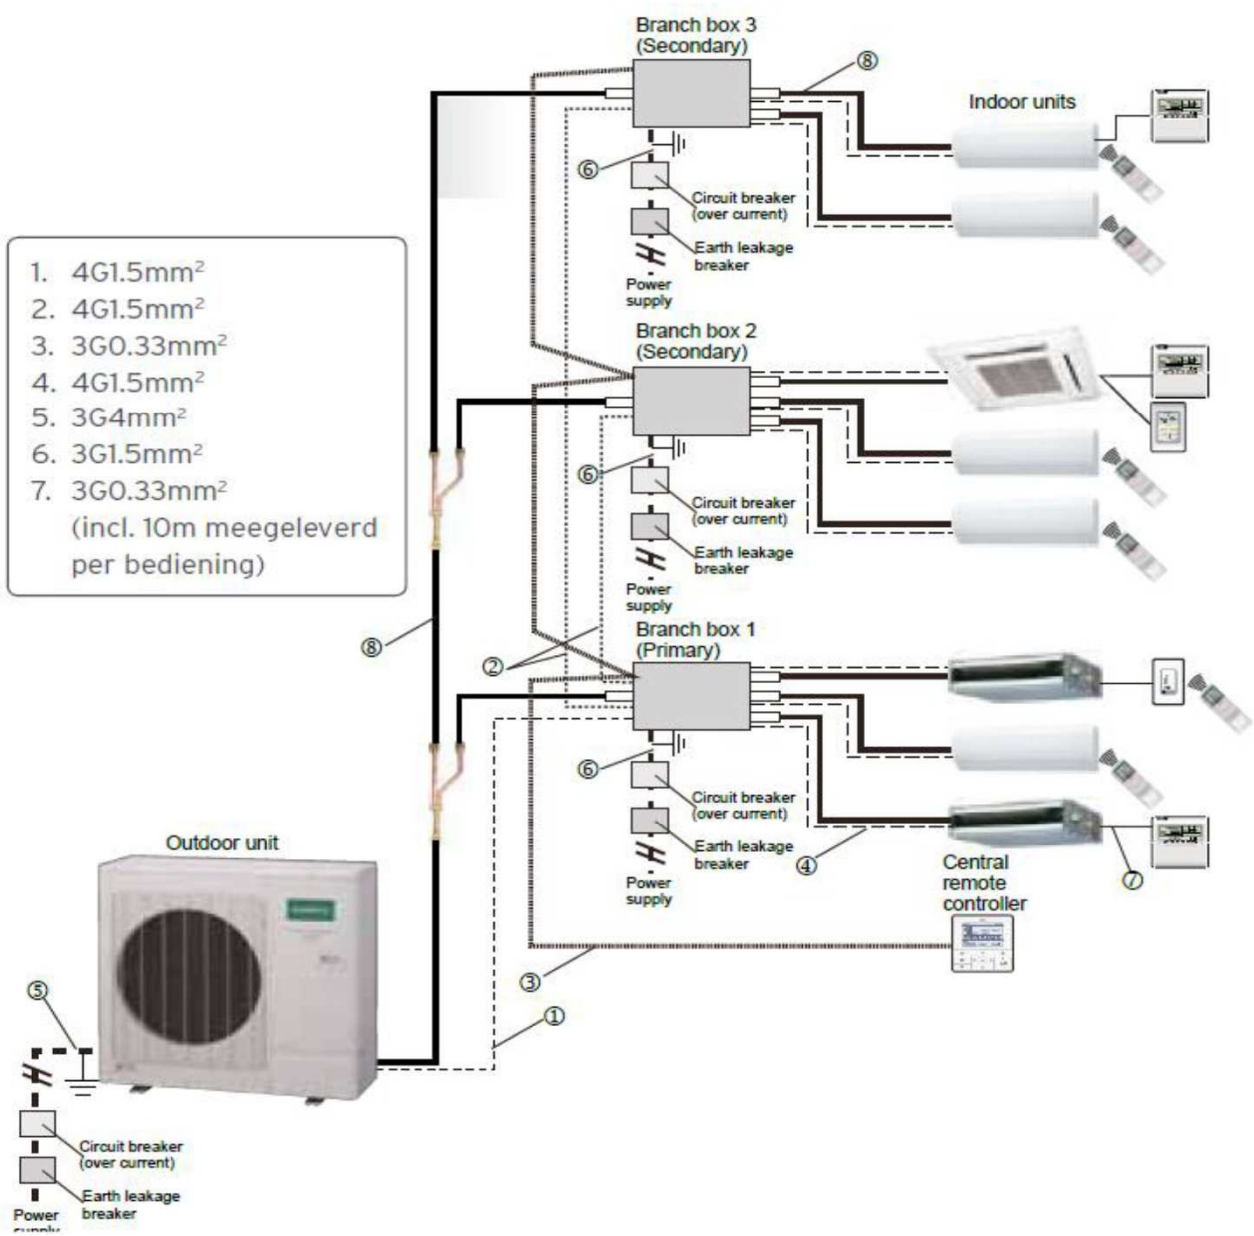 Branch box 3
(Secondary)
⑧
Indoor units
⑥
Circuit breaker
(over current)
Earth leakage
breaker
Power
supply
1. 4G1.5mm²
2. 4G1.5mm²
3. 3G0.33mm²
4. 4G1.5mm²
5. 3G4mm²
6. 3G1.5mm²
7. 3G0.33mm²
(incl. 10m meegeleverd
per bediening)
Branch box 2
(Secondary)
⑥
Circuit breaker
(over current)
Earth leakage
breaker
Power
supply
⑧
②
Branch box 1
(Primary)
⑥
Circuit breaker
(over current)
Earth leakage
breaker
Power
supply
④
⑦
Central
remote
controller
③
①
Outdoor unit
⑤
Circuit breaker
(over current)
Earth leakage
breaker
Power
supply